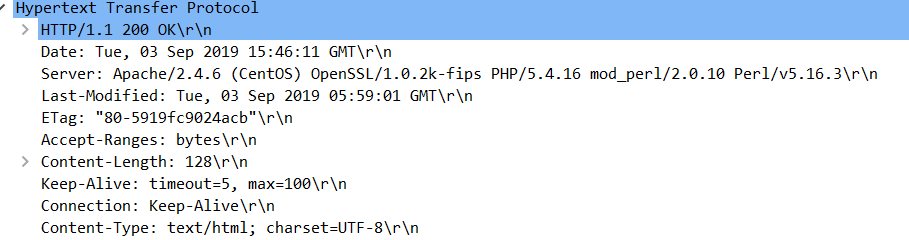 Hypertext Transfer Protocol
HTTP/1.1 200 OK\r\n
Date: Tue, 03 Sep 2019 15:46:11 GMT\r\n
Server: Apache/2.4.6 (CentOS) OpenSSL/1.0.2k-fips PHP/5.4.16 mod_perl/2.0.10 Perl/v5.16.3\r\n
Last-Modified: Tue, 03 Sep 2019 05:59:01 GMT\r\n
ETag: "80-5919fc9024acb"\r\n
Accept-Ranges: bytes\r\n
Content-Length: 128\r\n
Keep-Alive: timeout=5, max=100\r\n
Connection: Keep-Alive\r\n
Content-Type: text/html; charset=UTF-8\r\n